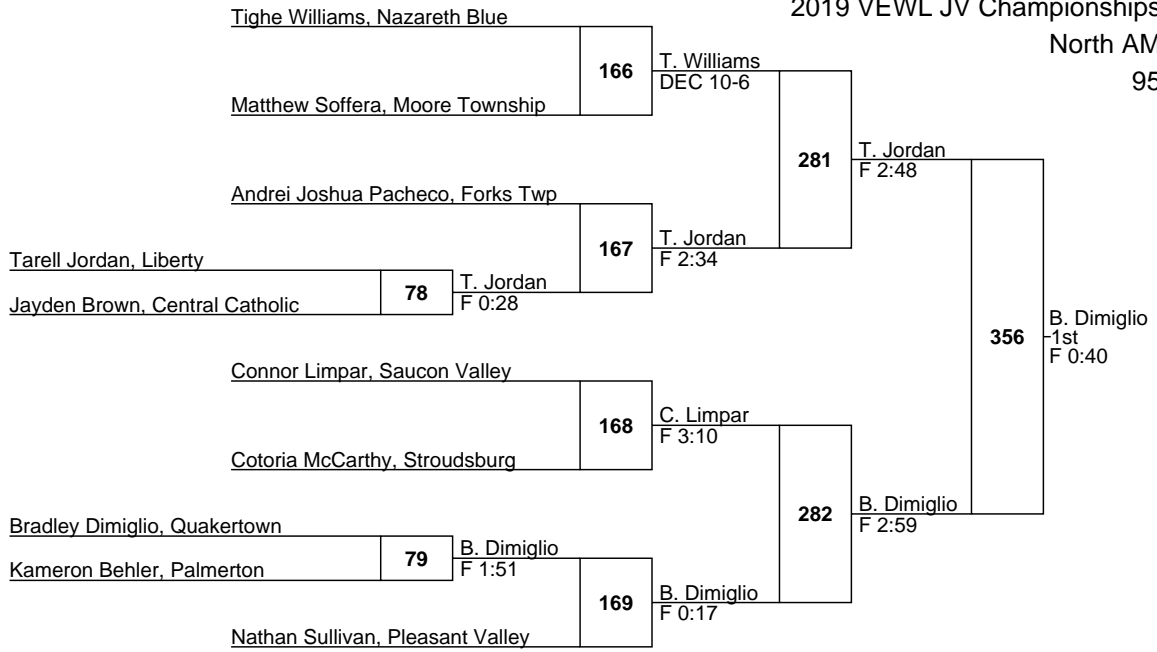 2019 VEWL JV Championships
North AM
95
Tighe Williams, Nazareth Blue
166
T. Williams
DEC 10-6
Matthew Soffera, Moore Township
281
T. Jordan
F 2:48
Andrei Joshua Pacheco, Forks Twp
167
T. Jordan
F 2:34
Tarell Jordan, Liberty
78
T. Jordan
F 0:28
Jayden Brown, Central Catholic
356
B. Dimiglio
1st
F 0:40
Connor Limpar, Saucon Valley
168
C. Limpar
F 3:10
Cotoria McCarthy, Stroudsburg
282
B. Dimiglio
F 2:59
Bradley Dimiglio, Quakertown
79
B. Dimiglio
F 1:51
Kameron Behler, Palmerton
169
B. Dimiglio
F 0:17
Nathan Sullivan, Pleasant Valley